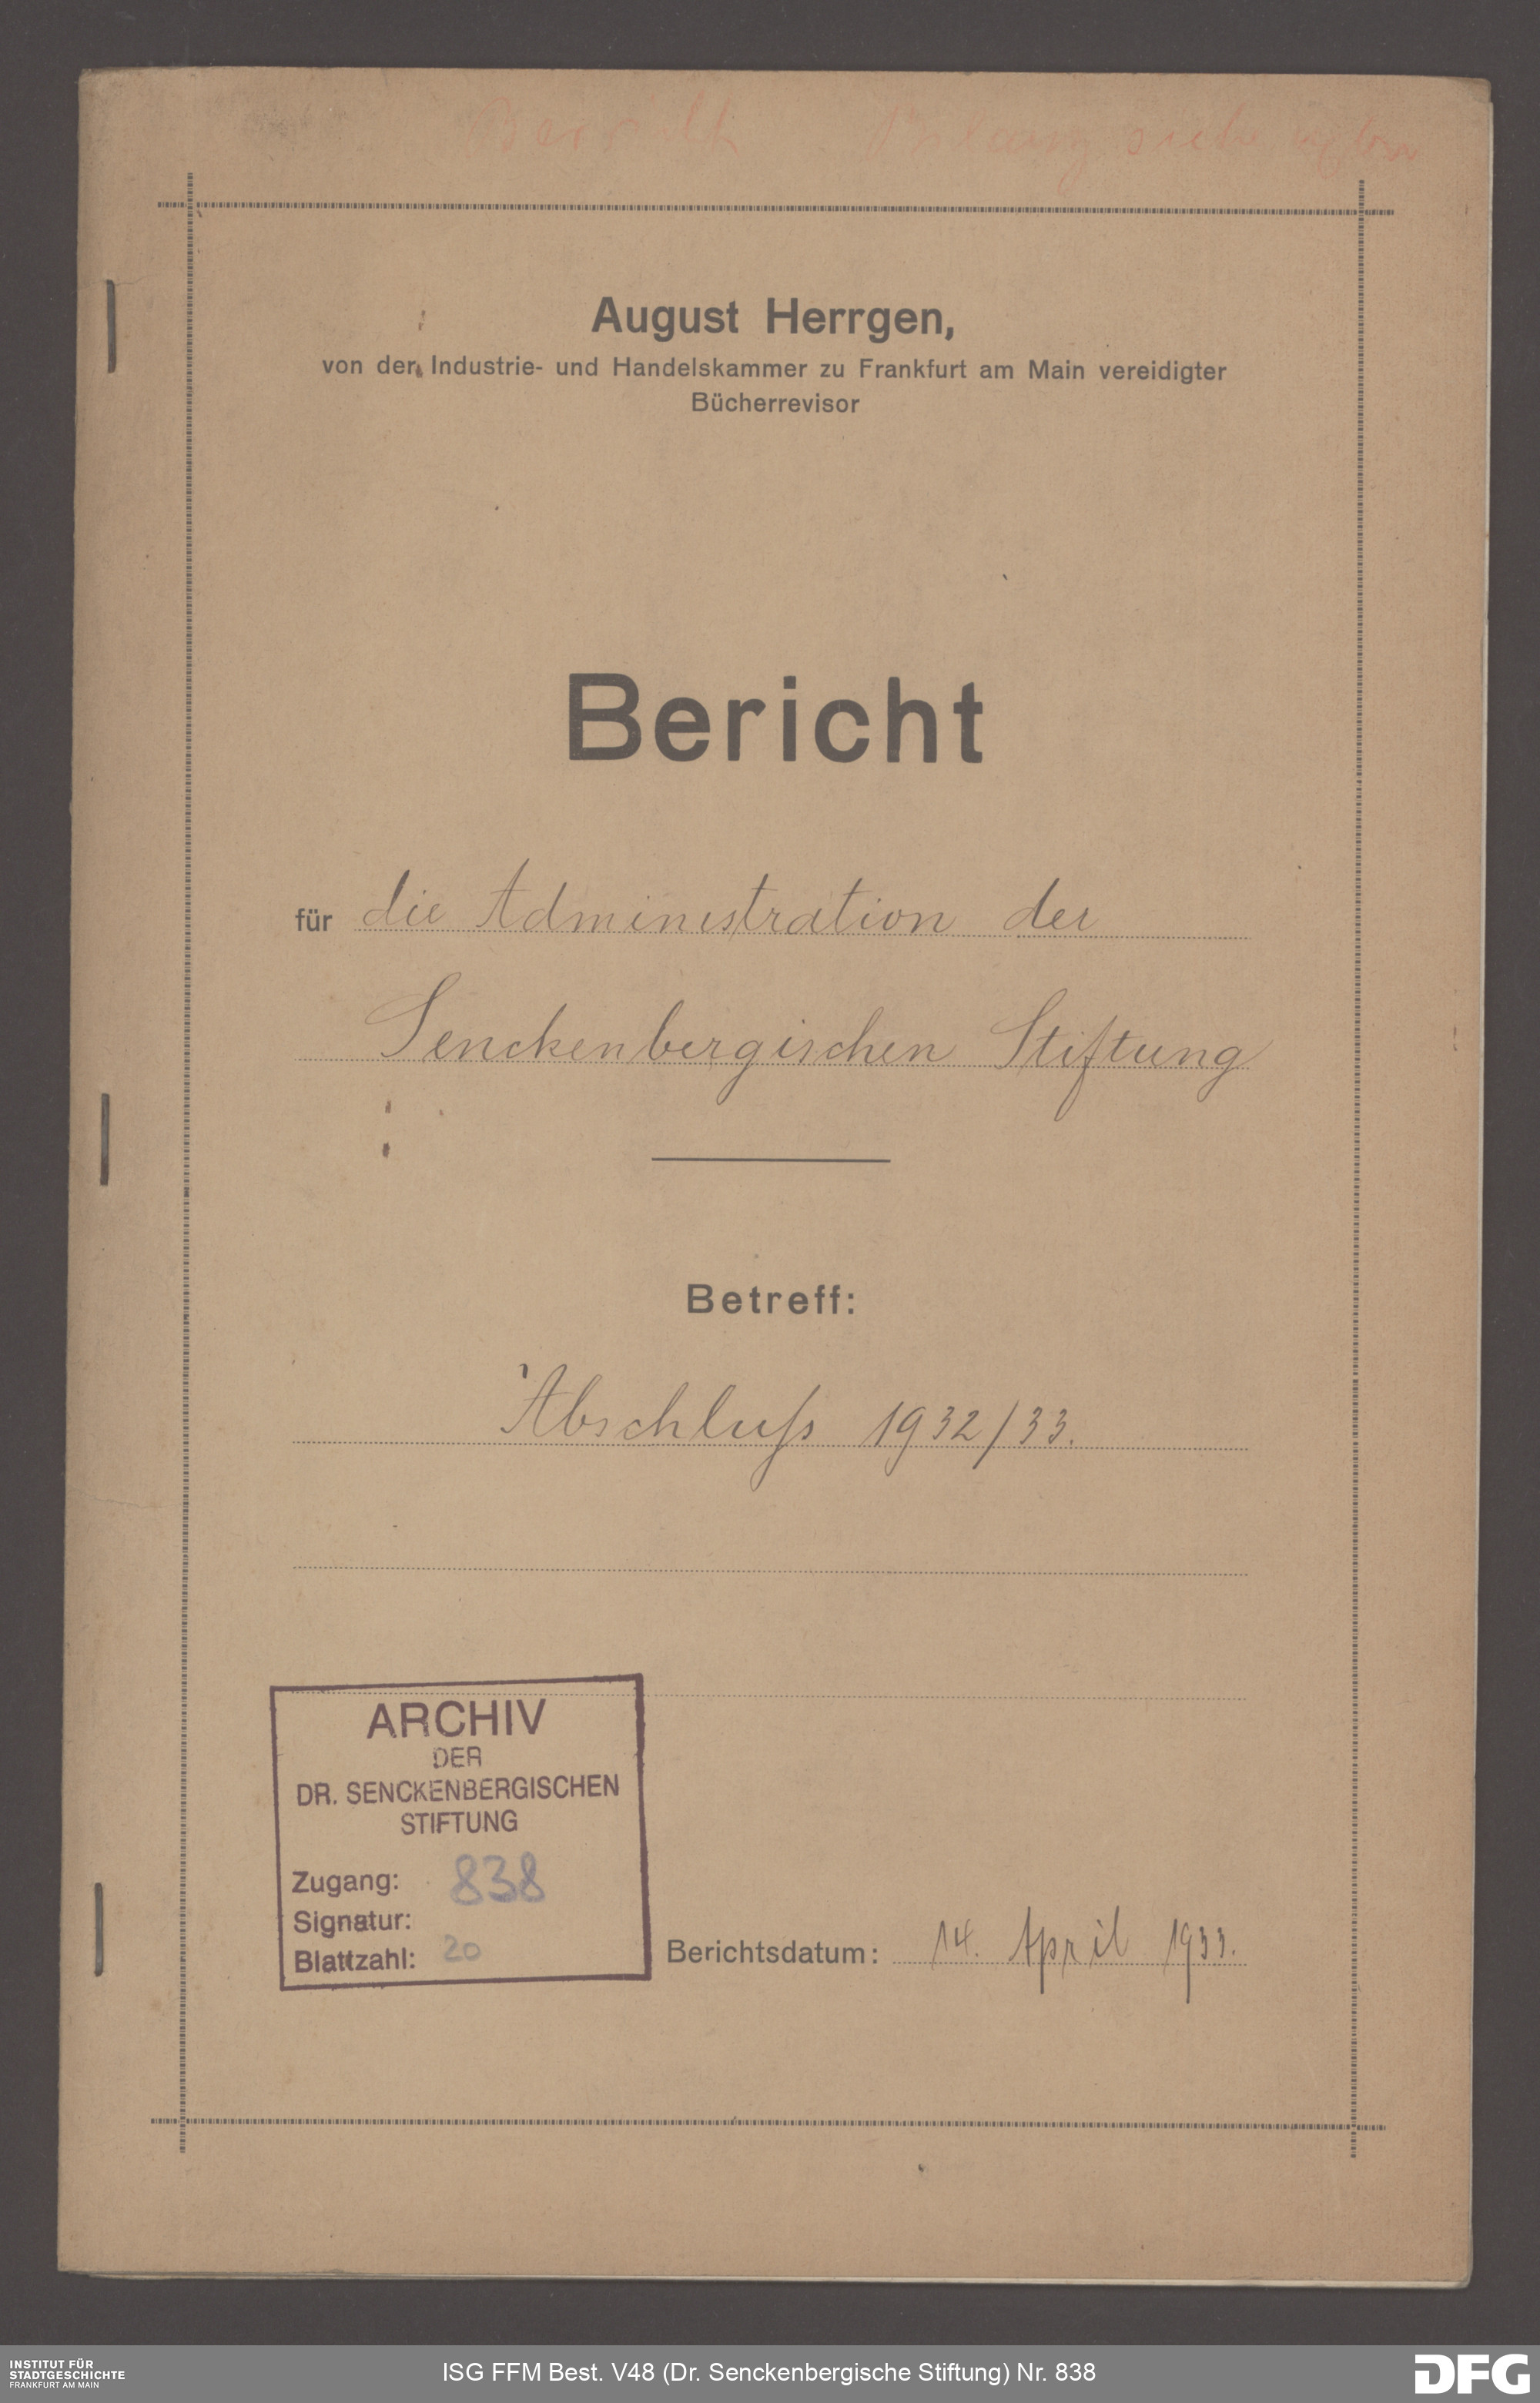 Bilanz siehe
August Herrgen,
von der Industrie- und Handelskammer zu Frankfurt am Main vereidigter
Bücherrevisor
Bericht
für die Administration der
Senckenbergischen Stiftung
Betreff:
Abschluß 1932/33.
ARCHIV
DER
DR. SENCKENBERGISCHEN
STIFTUNG
Zugang: 838
Signatur:
Blattzahl: 20
Berichtsdatum: 14. April 1933.
INSTITUT FÜR
STADTGESCHICHTE
FRANKFURT AM MAIN
ISG FFM Best. V48 (Dr. Senckenbergische Stiftung) Nr. 838
DFG